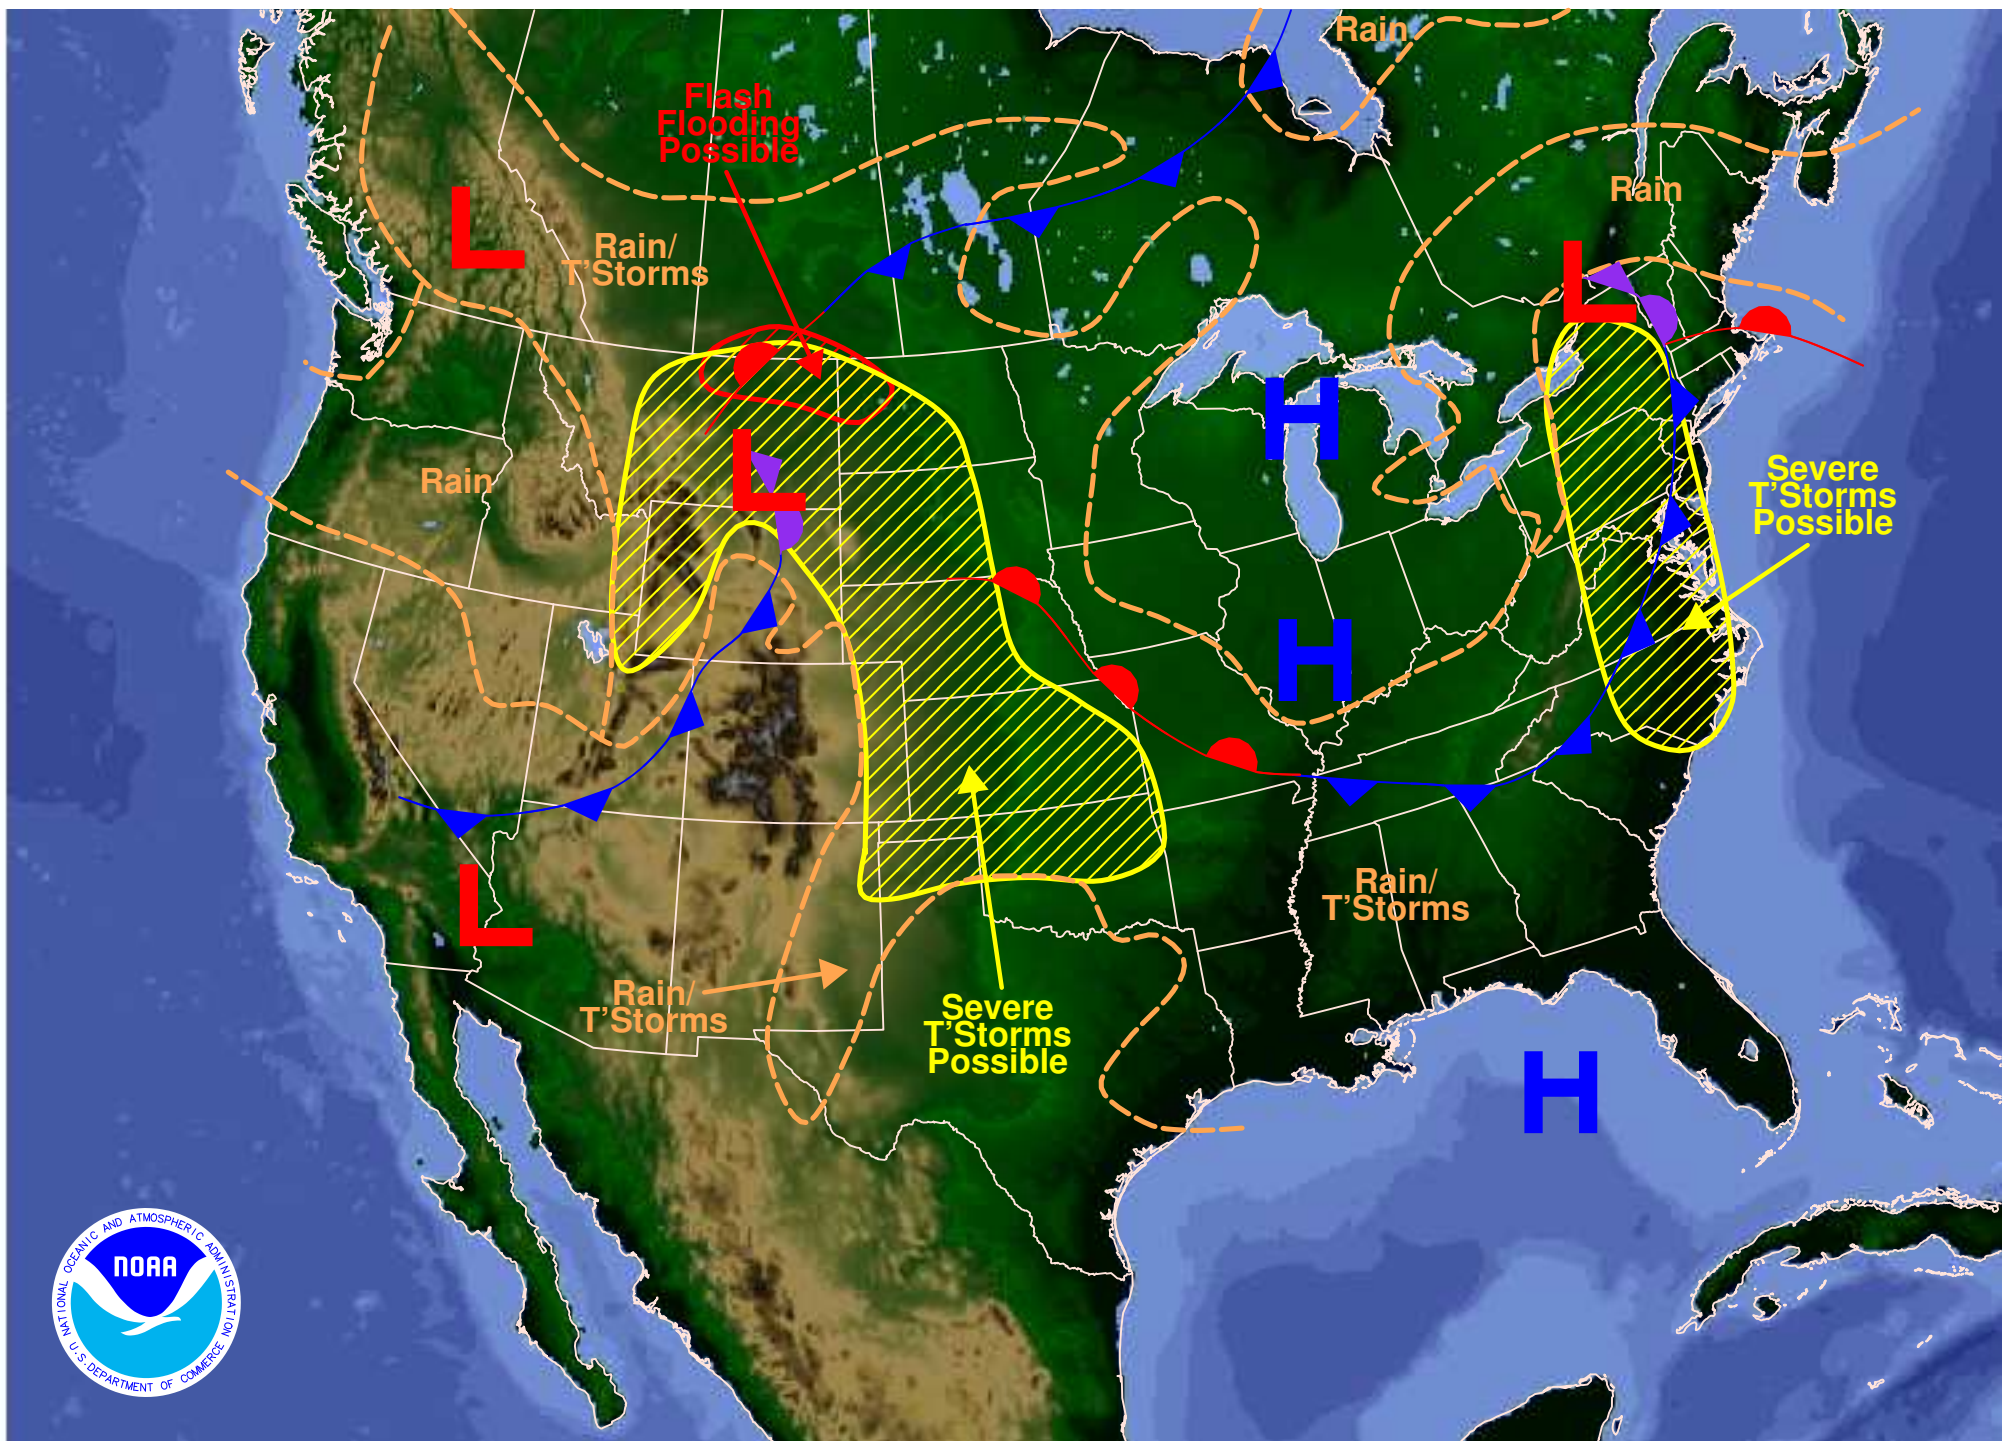 Rain
Flash
Flooding
Possible
L
Rain/
T'Storms
Rain
L
H
L
Rain
Severe
T'Storms
Possible
H
L
Rain/
T'Storms
Rain/
T'Storms
Severe
T'Storms
Possible
H
NATIONAL OCEANIC AND ATMOSPHERIC ADMINISTRATION
NOAA
U.S. DEPARTMENT OF COMMERCE